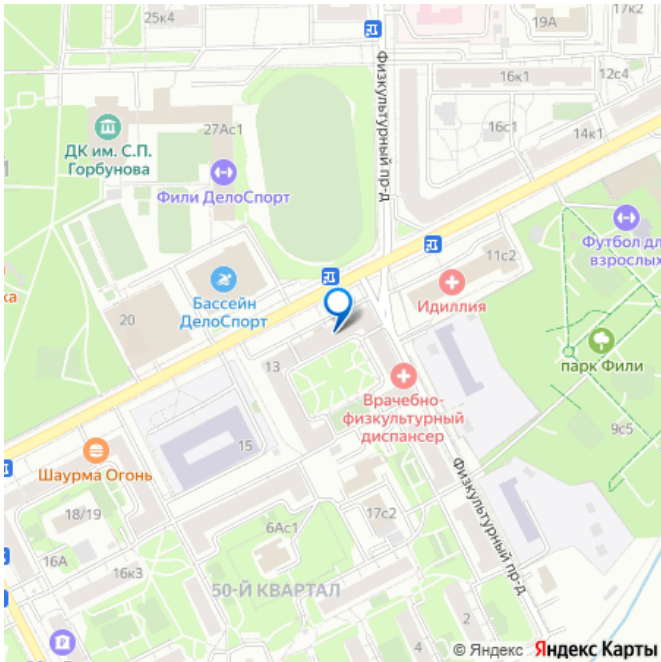 25к4
19А
17к2
Физкультурный пр-д
16к1
12с4
27Ас1
16с1
14к1
ДК им. С.П.
Горбунова
Фили ДелоСпорт
Футбол дл
взрослых
11с2
Идиллия
ка
Бассейн
ДелоСпорт
20
парк Фили
13
Врачебно-
физкультурный
диспансер
9с5
15
Шаурма Огонь
Физкультурный пр-д
18/19
17с2
6Ас1
16А
16к3
50-Й КВАРТАЛ
2
4
© Яндекс Яндекс Карты